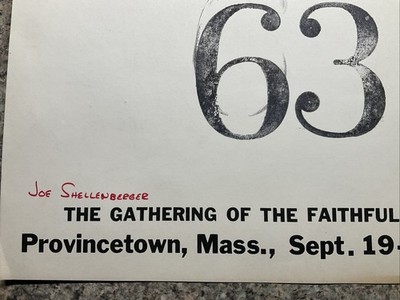 63
JOE SHELLENBERGER
THE GATHERING OF THE FAITHFUL
Provincetown, Mass., Sept. 19-